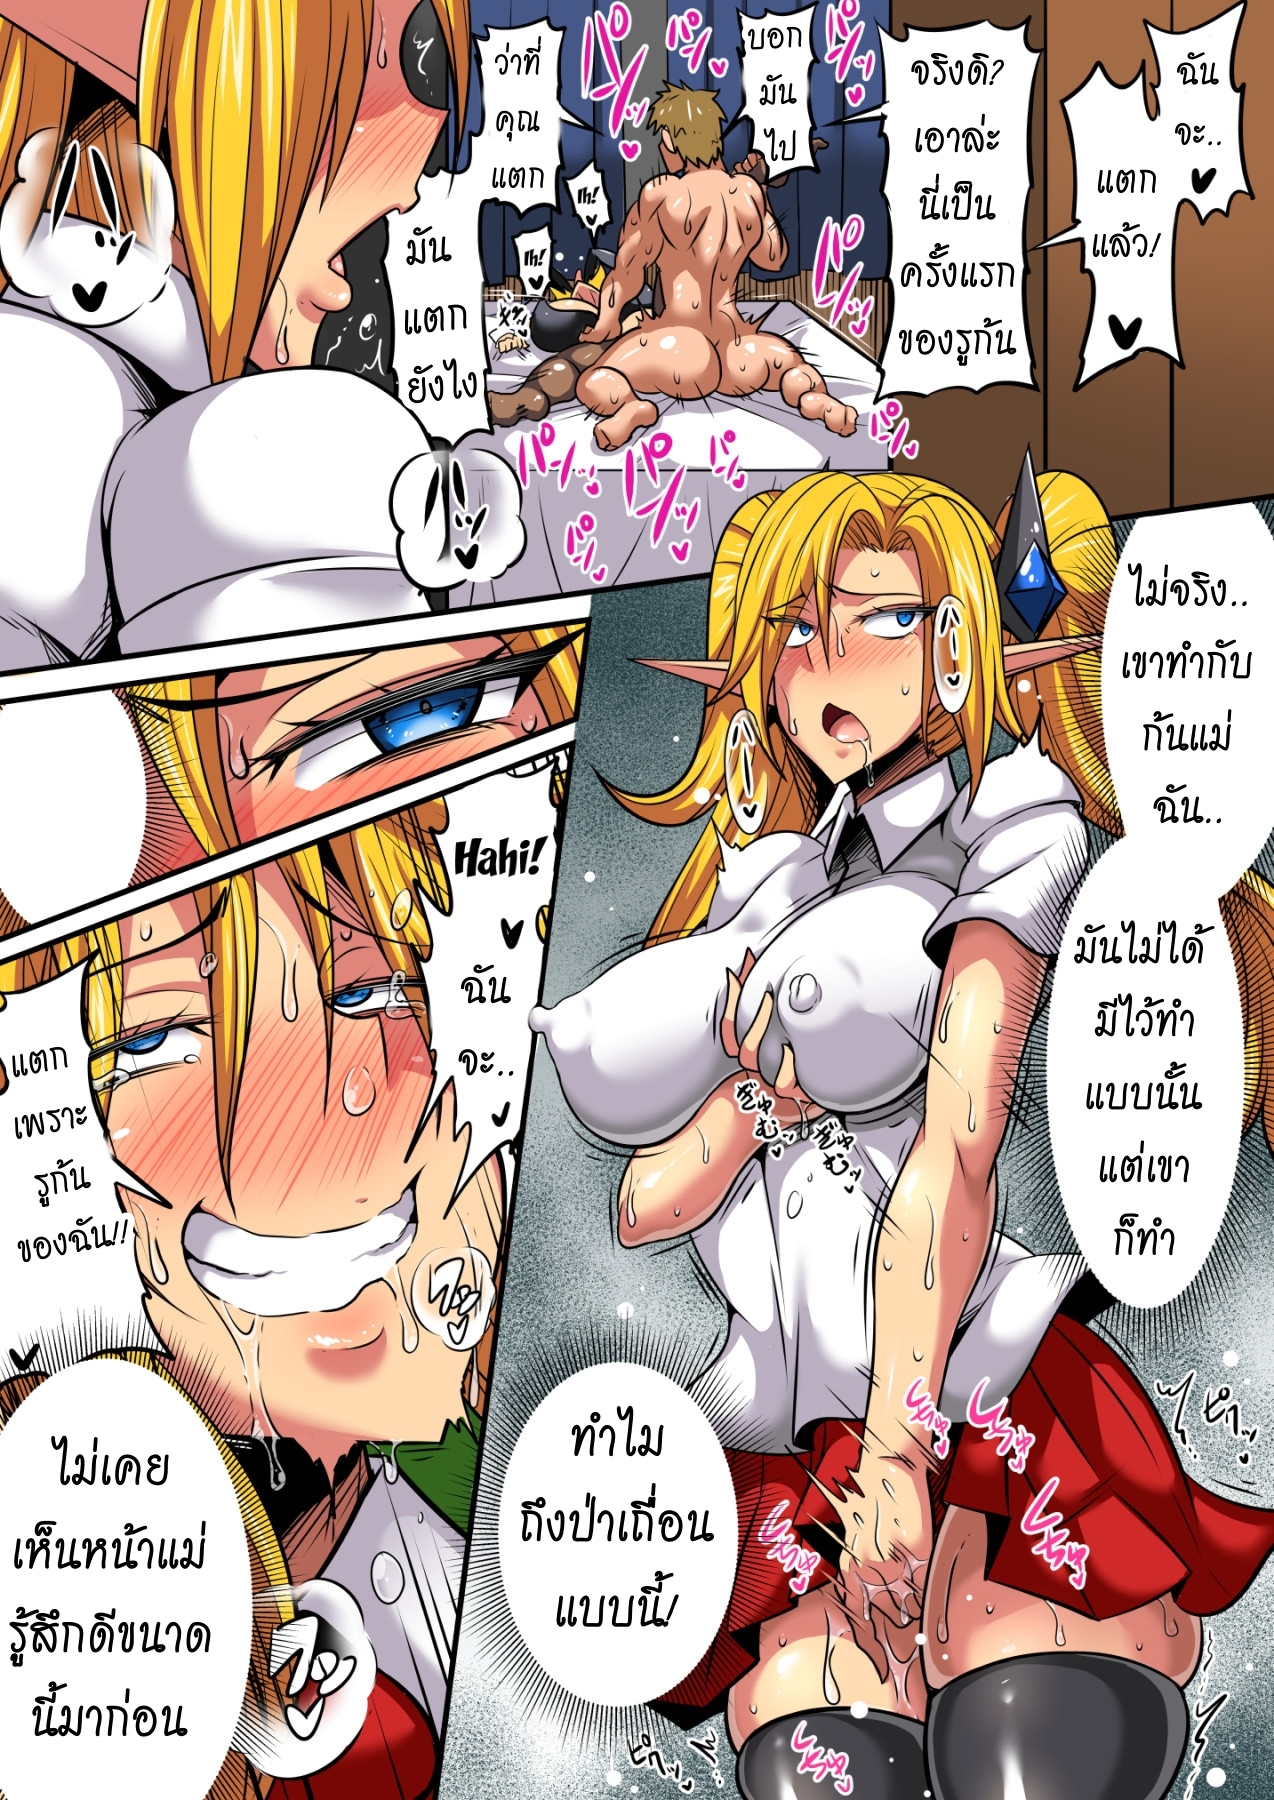 ฉัน
จะ..
แตก
แล้ว!
จริงดิ?
เอาล่ะ
นี่เป็น
ครั้งแรก
ของรูก้น
บอก
มัน
ไป
ว่าที่
คุณ
แตก
มัน
แตก
ยังไง
ไม่จริง..
เขาทำกับ
ก้นแม่
ฉัน..
มันไม่ได้
มีไว้ทำ
แบบนั้น
แต่เขา
ก็ทำ
Hahi!
ฉัน
จะ..
แตก
เพราะ
รูก้น
ของฉัน!!
ไม่เคย
เห็นหน้าแม่
รู้สึกดีขนาด
นี้มาก่อน
ทำไม
ถึงป่าเถื่อน
แบบนี้!